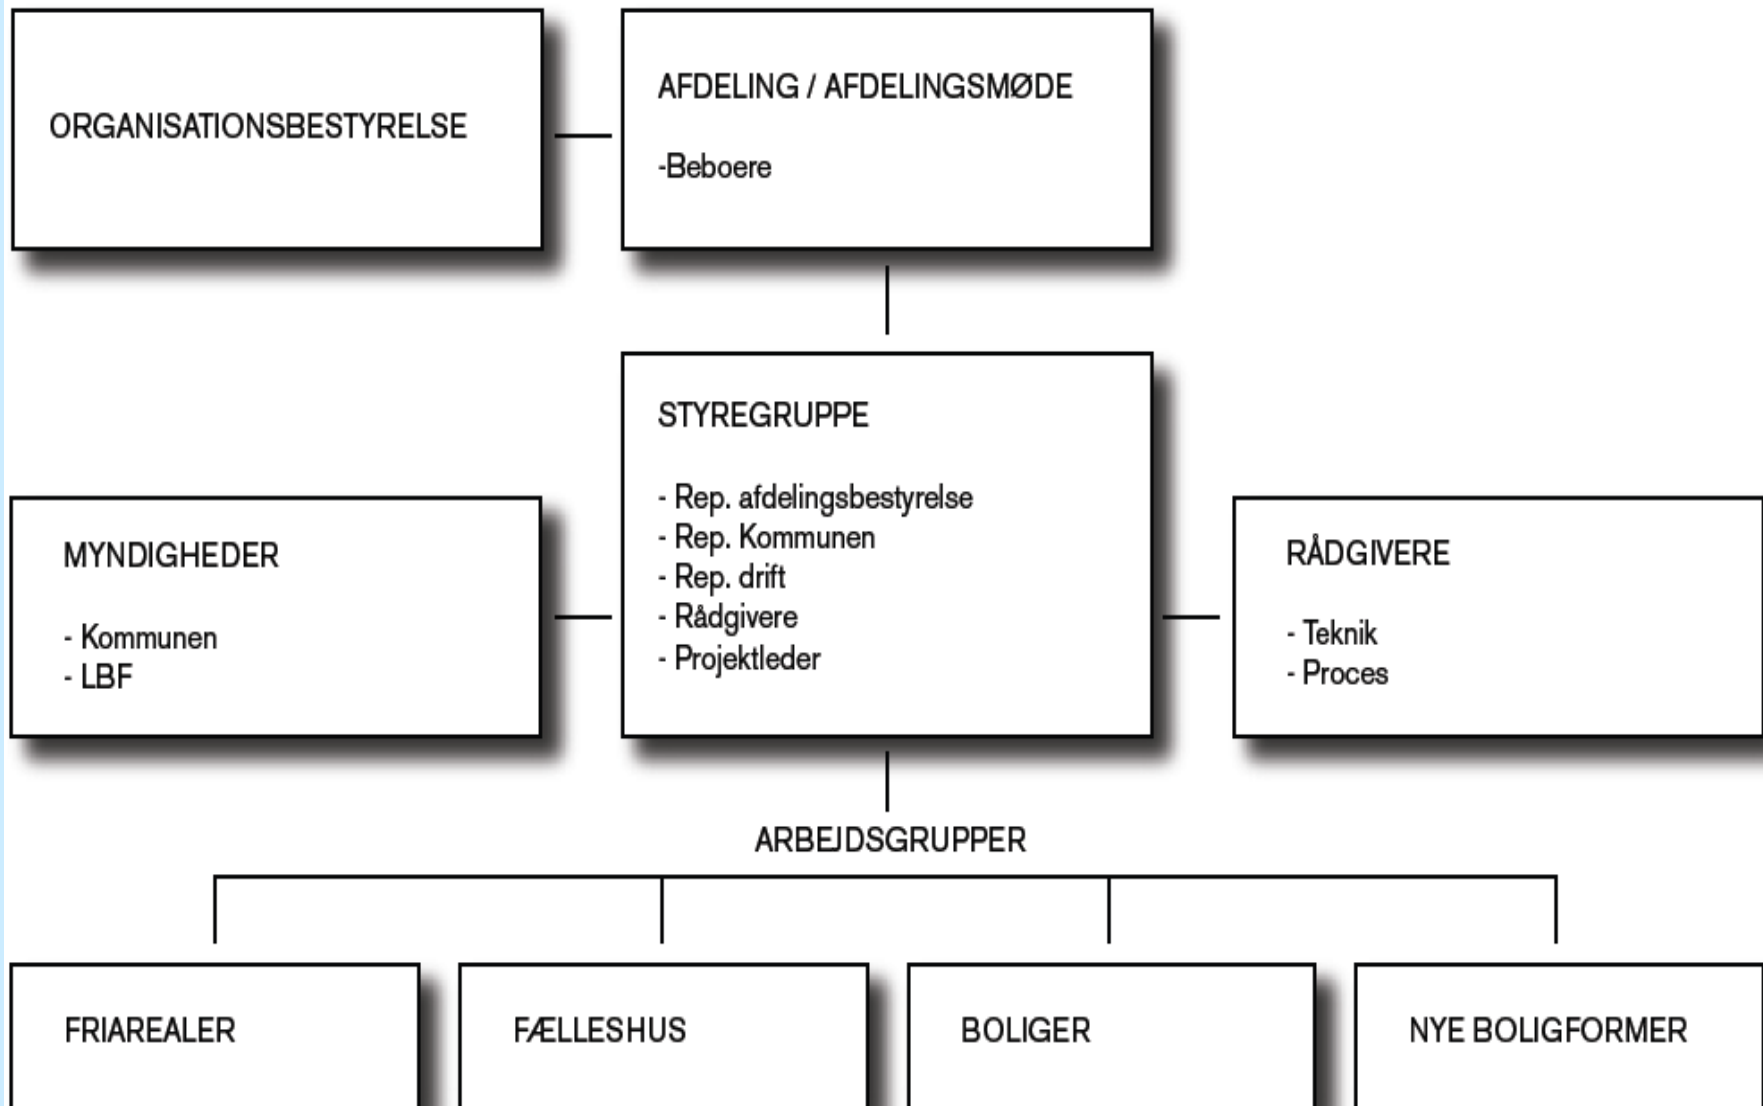 ORGANISATIONSBESTYRELSE
AFDELING / AFDELINGSMØDE
-Beboere
STYREGRUPPE
- Rep. afdelingsbestyrelse
- Rep. Kommunen
- Rep. drift
- Rådgivere
- Projektleder
MYNDIGHEDER
- Kommunen
- LBF
RÅDGIVERE
- Teknik
- Proces
ARBEJDSGRUPPER
FRIAREALER
FÆLLESHUS
BOLIGER
NYE BOLIGFORMER